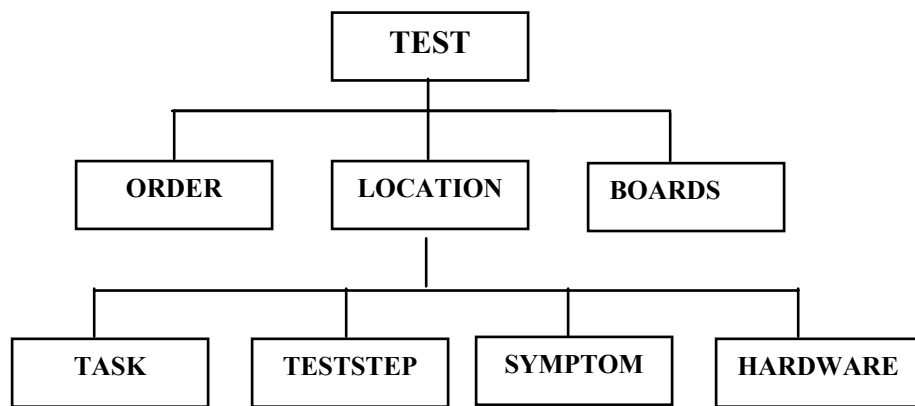 TEST
ORDER
LOCATION
BOARDS
TASK
TESTSTEP
SYMPTOM
HARDWARE